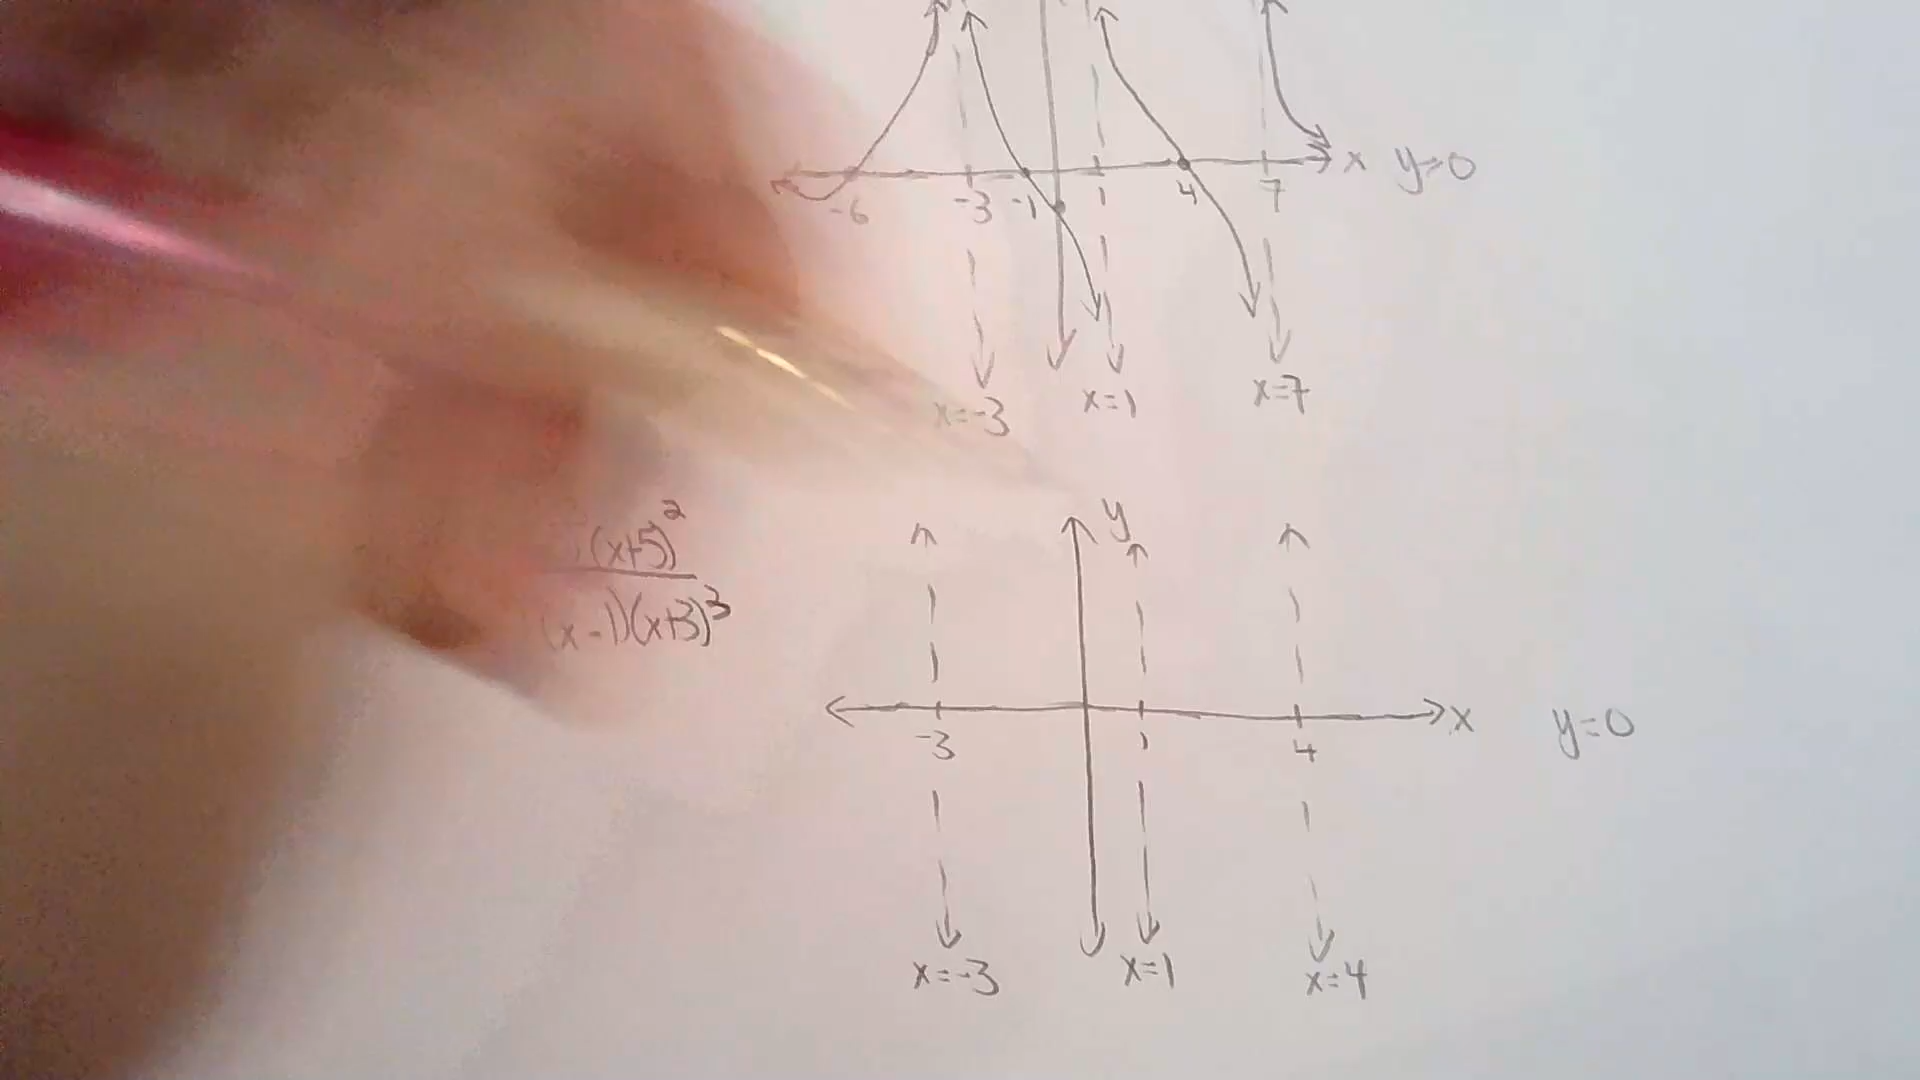 x y=0
-6 -3 -1 1 4 7
x=-3 x=1 x=7
(x+5)²
(x-1)(x+3)³
y
x y=0
-3 1 4
x=-3 x=1 x=4